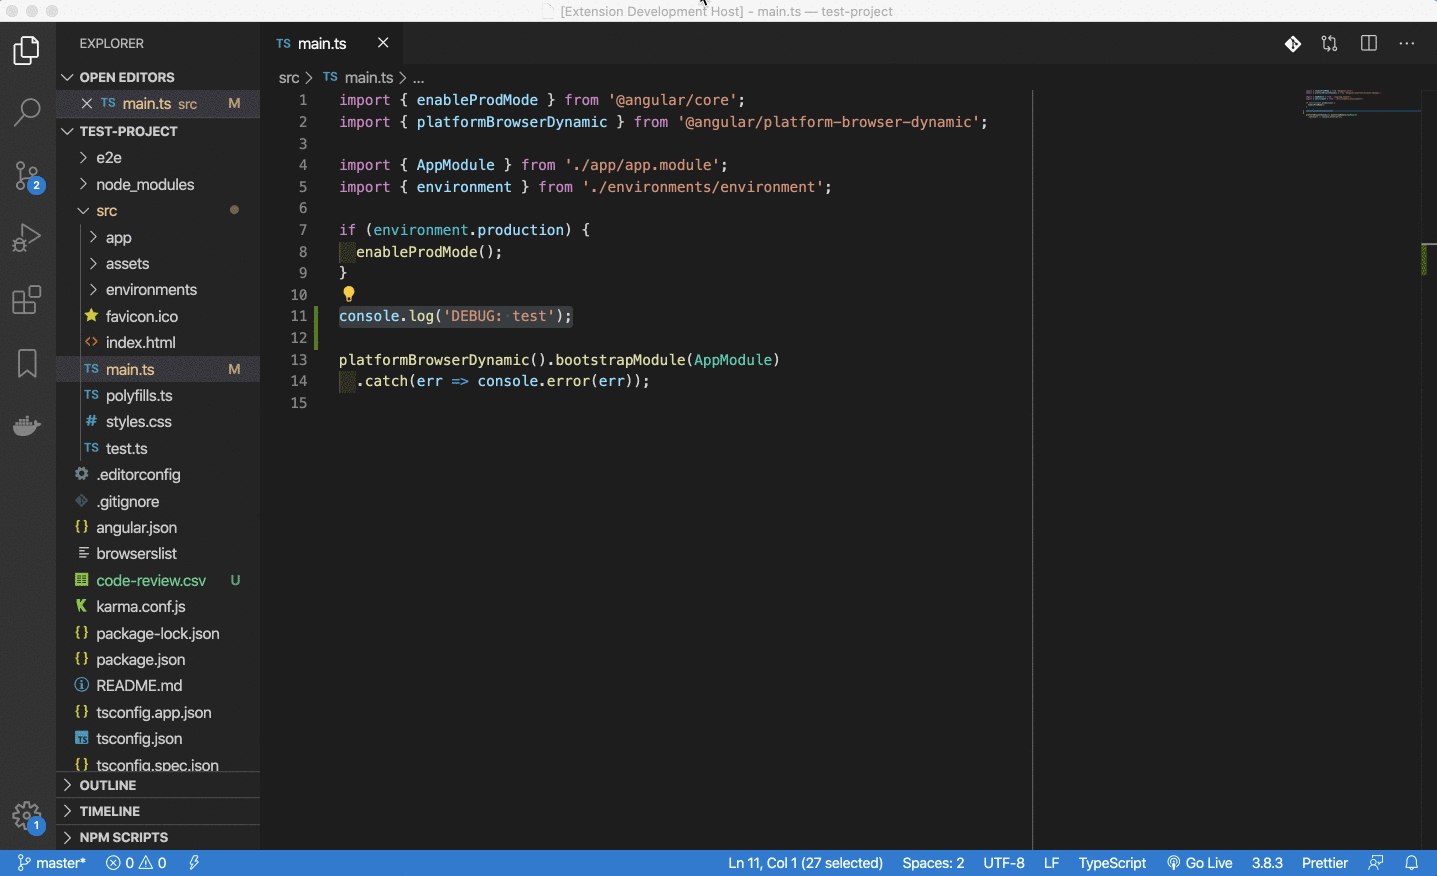 [Extension Development Host] - main.ts — test-project
EXPLORER
OPEN EDITORS
TS main.ts src M
TEST-PROJECT
e2e
node_modules
src
app
assets
environments
favicon.ico
<> index.html
TS main.ts M
TS polyfills.ts
# styles.css
TS test.ts
.editorconfig
.gitignore
{} angular.json
browserslist
code-review.csv U
K karma.conf.js
{} package-lock.json
{} package.json
README.md
{} tsconfig.app.json
TS tsconfig.json
{} tsconfig.spec.json
OUTLINE
TIMELINE
NPM SCRIPTS
2
1
TS main.ts
src > TS main.ts > ...
1 import { enableProdMode } from '@angular/core';
2 import { platformBrowserDynamic } from '@angular/platform-browser-dynamic';
3
4 import { AppModule } from './app/app.module';
5 import { environment } from './environments/environment';
6
7 if (environment.production) {
8 enableProdMode();
9 }
10
11 console.log('DEBUG: test');
12
13 platformBrowserDynamic().bootstrapModule(AppModule)
14 .catch(err => console.error(err));
15
master* 0 0 Ln 11, Col 1 (27 selected) Spaces: 2 UTF-8 LF TypeScript Go Live 3.8.3 Prettier